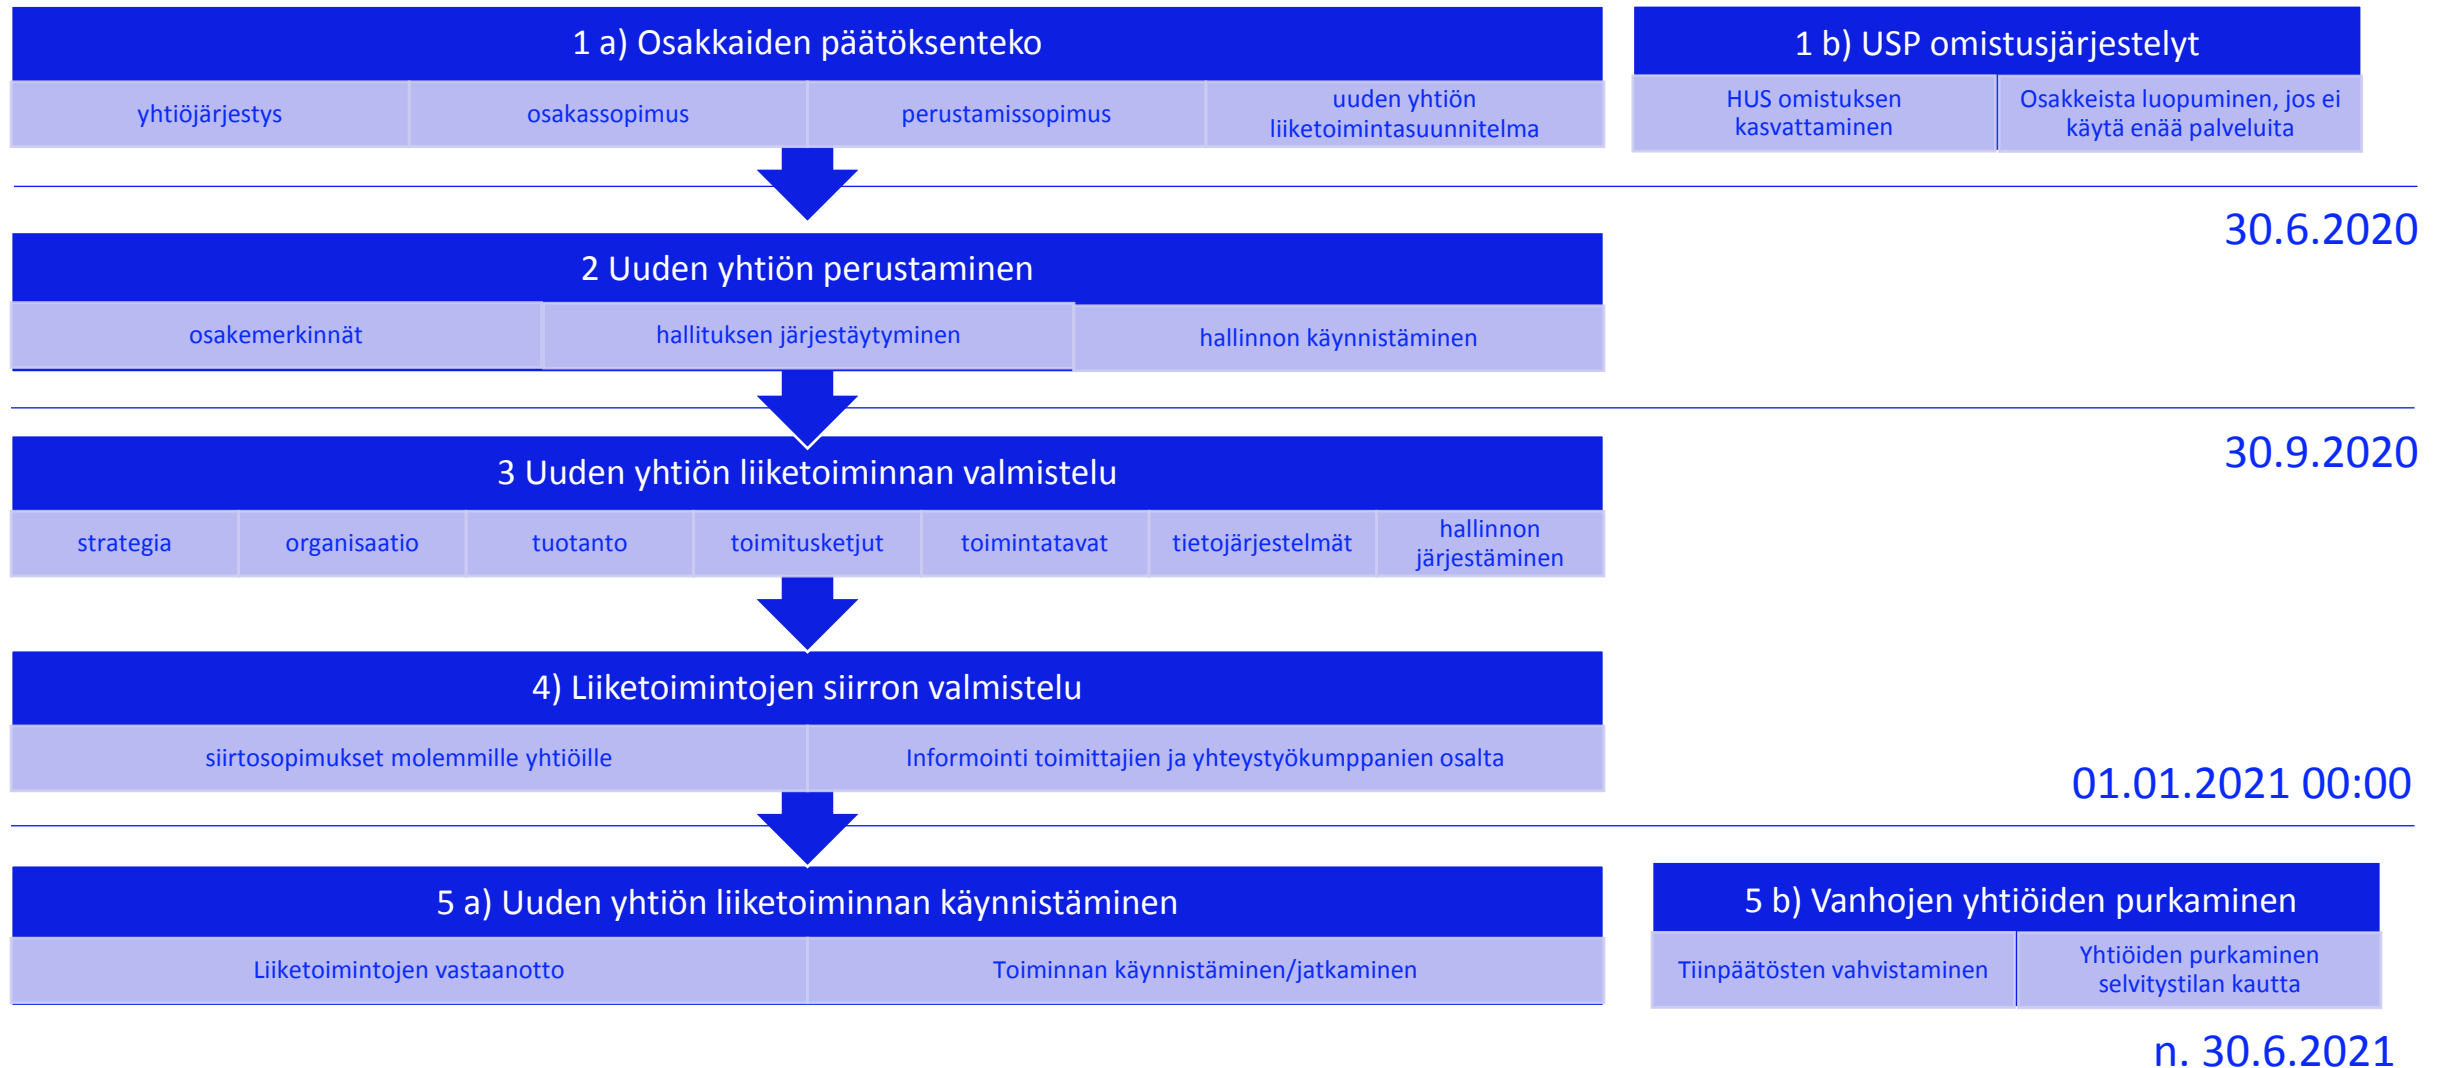 1 a) Osakkaiden päätöksenteko
yhtiöjärjestys
osakassopimus
perustamissopimus
uuden yhtiön
liiketoimintasuunnitelma
1 b) USP omistusjärjestelyt
HUS omistuksen
kasvattaminen
Osakkeista luopuminen, jos ei
käytä enää palveluita
30.6.2020
2 Uuden yhtiön perustaminen
osakemerkinnät
hallituksen järjestäytyminen
hallinnon käynnistäminen
30.9.2020
3 Uuden yhtiön liiketoiminnan valmistelu
strategia
organisaatio
tuotanto
toimitusketjut
toimintatavat
tietojärjestelmät
hallinnon
järjestäminen
4) Liiketoimintojen siirron valmistelu
siirtosopimukset molemmille yhtiöille
Informointi toimittajien ja yhteystyökumppanien osalta
01.01.2021 00:00
5 a) Uuden yhtiön liiketoiminnan käynnistäminen
Liiketoimintojen vastaanotto
Toiminnan käynnistäminen/jatkaminen
5 b) Vanhojen yhtiöiden purkaminen
Tiinpäätösten vahvistaminen
Yhtiöiden purkaminen
selvitystilan kautta
n. 30.6.2021